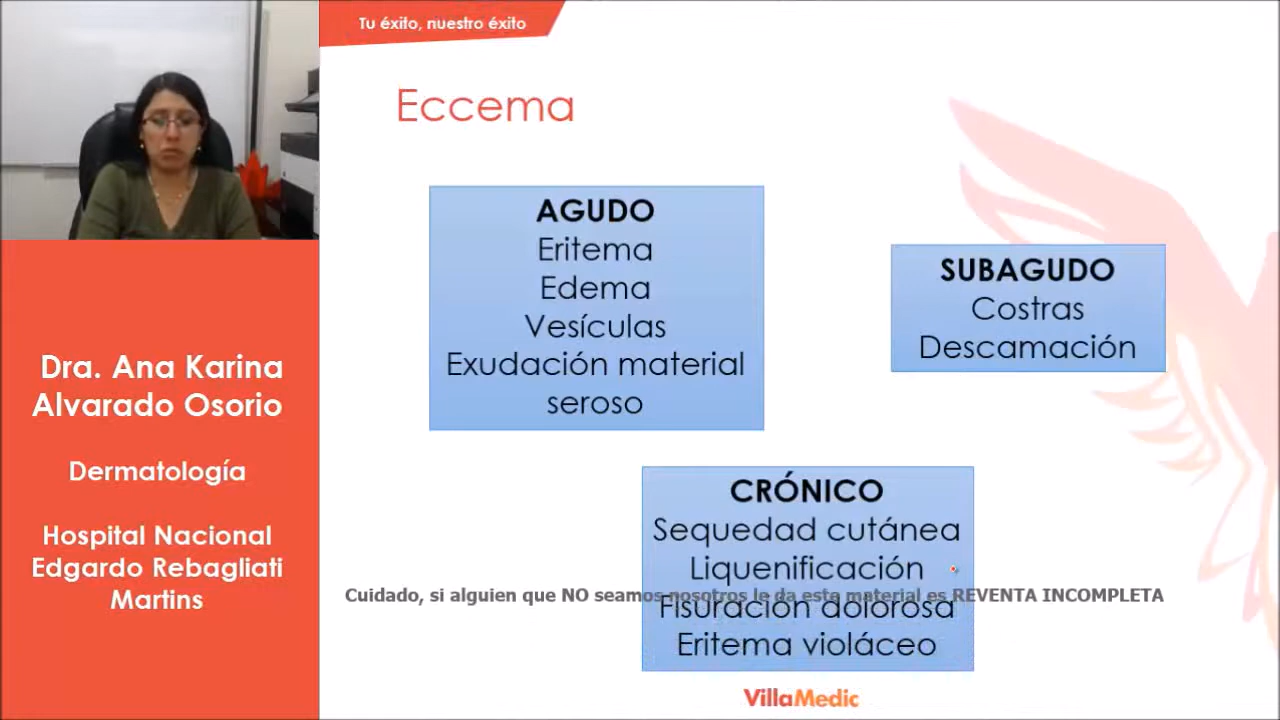 Tu éxito, nuestro éxito
Eccema
AGUDO
Eritema
Edema
Vesículas
Exudación material
seroso
SUBAGUDO
Costras
Descamación
CRÓNICO
Sequedad cutánea
Liquenificación
Fisuración dolorosa
Eritema violáceo
Cuidado, si alguien que NO seamos nosotros le da este material es REVENTA INCOMPLETA
Dra. Ana Karina
Alvarado Osorio
Dermatología
Hospital Nacional
Edgardo Rebagliati
Martins
VillaMedic